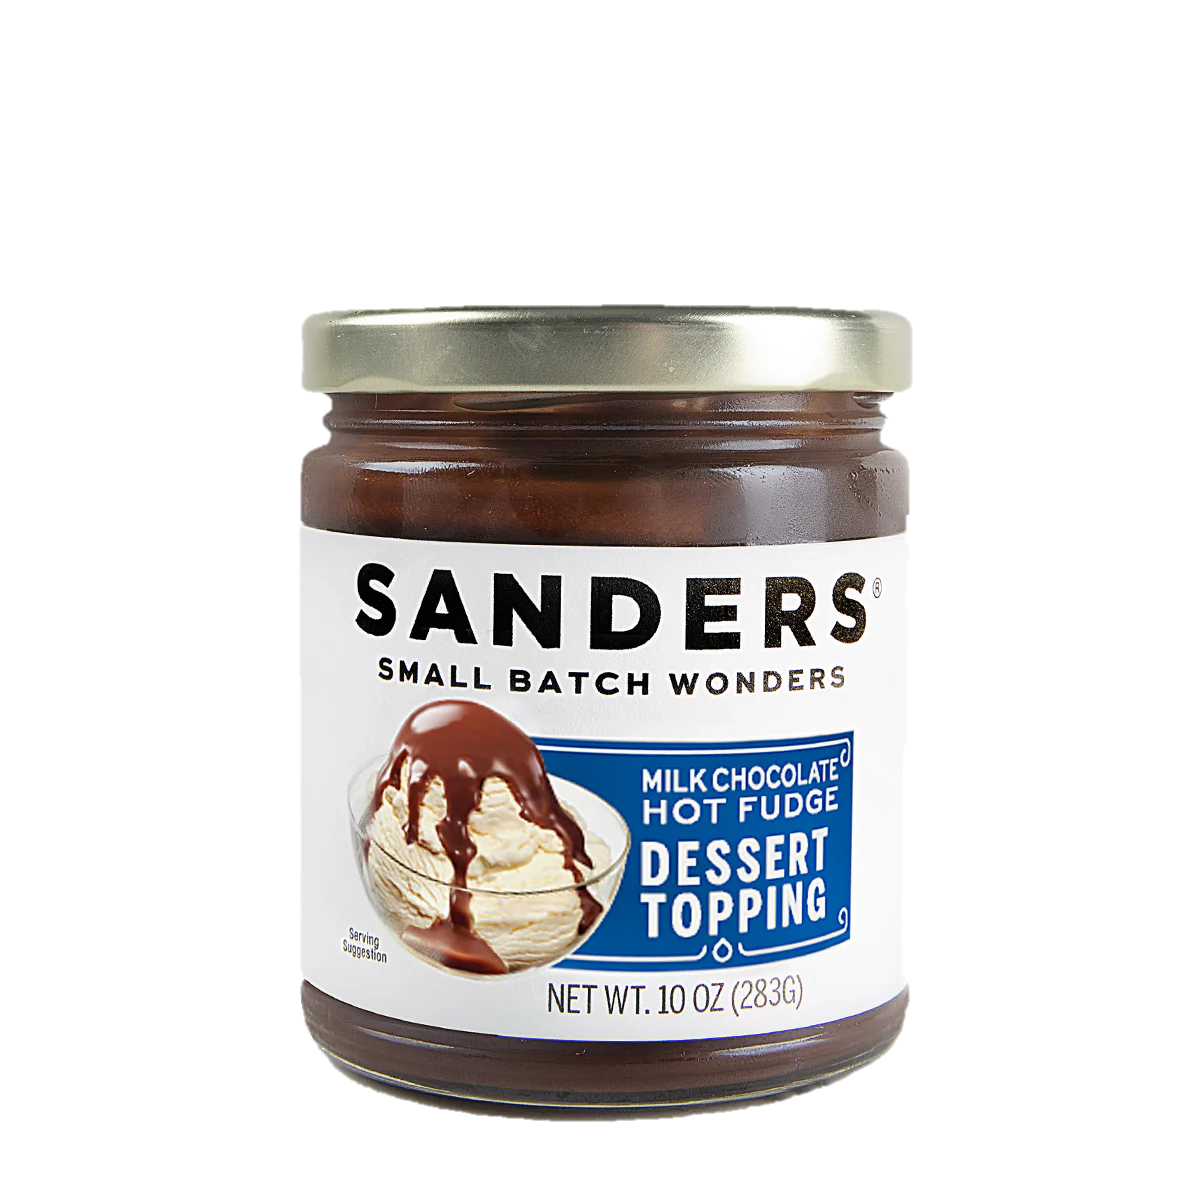 SANDERS®
SMALL BATCH WONDERS
MILK CHOCOLATE
HOT FUDGE
DESSERT
TOPPING
Serving
Suggestion
NET WT. 10 OZ (283G)